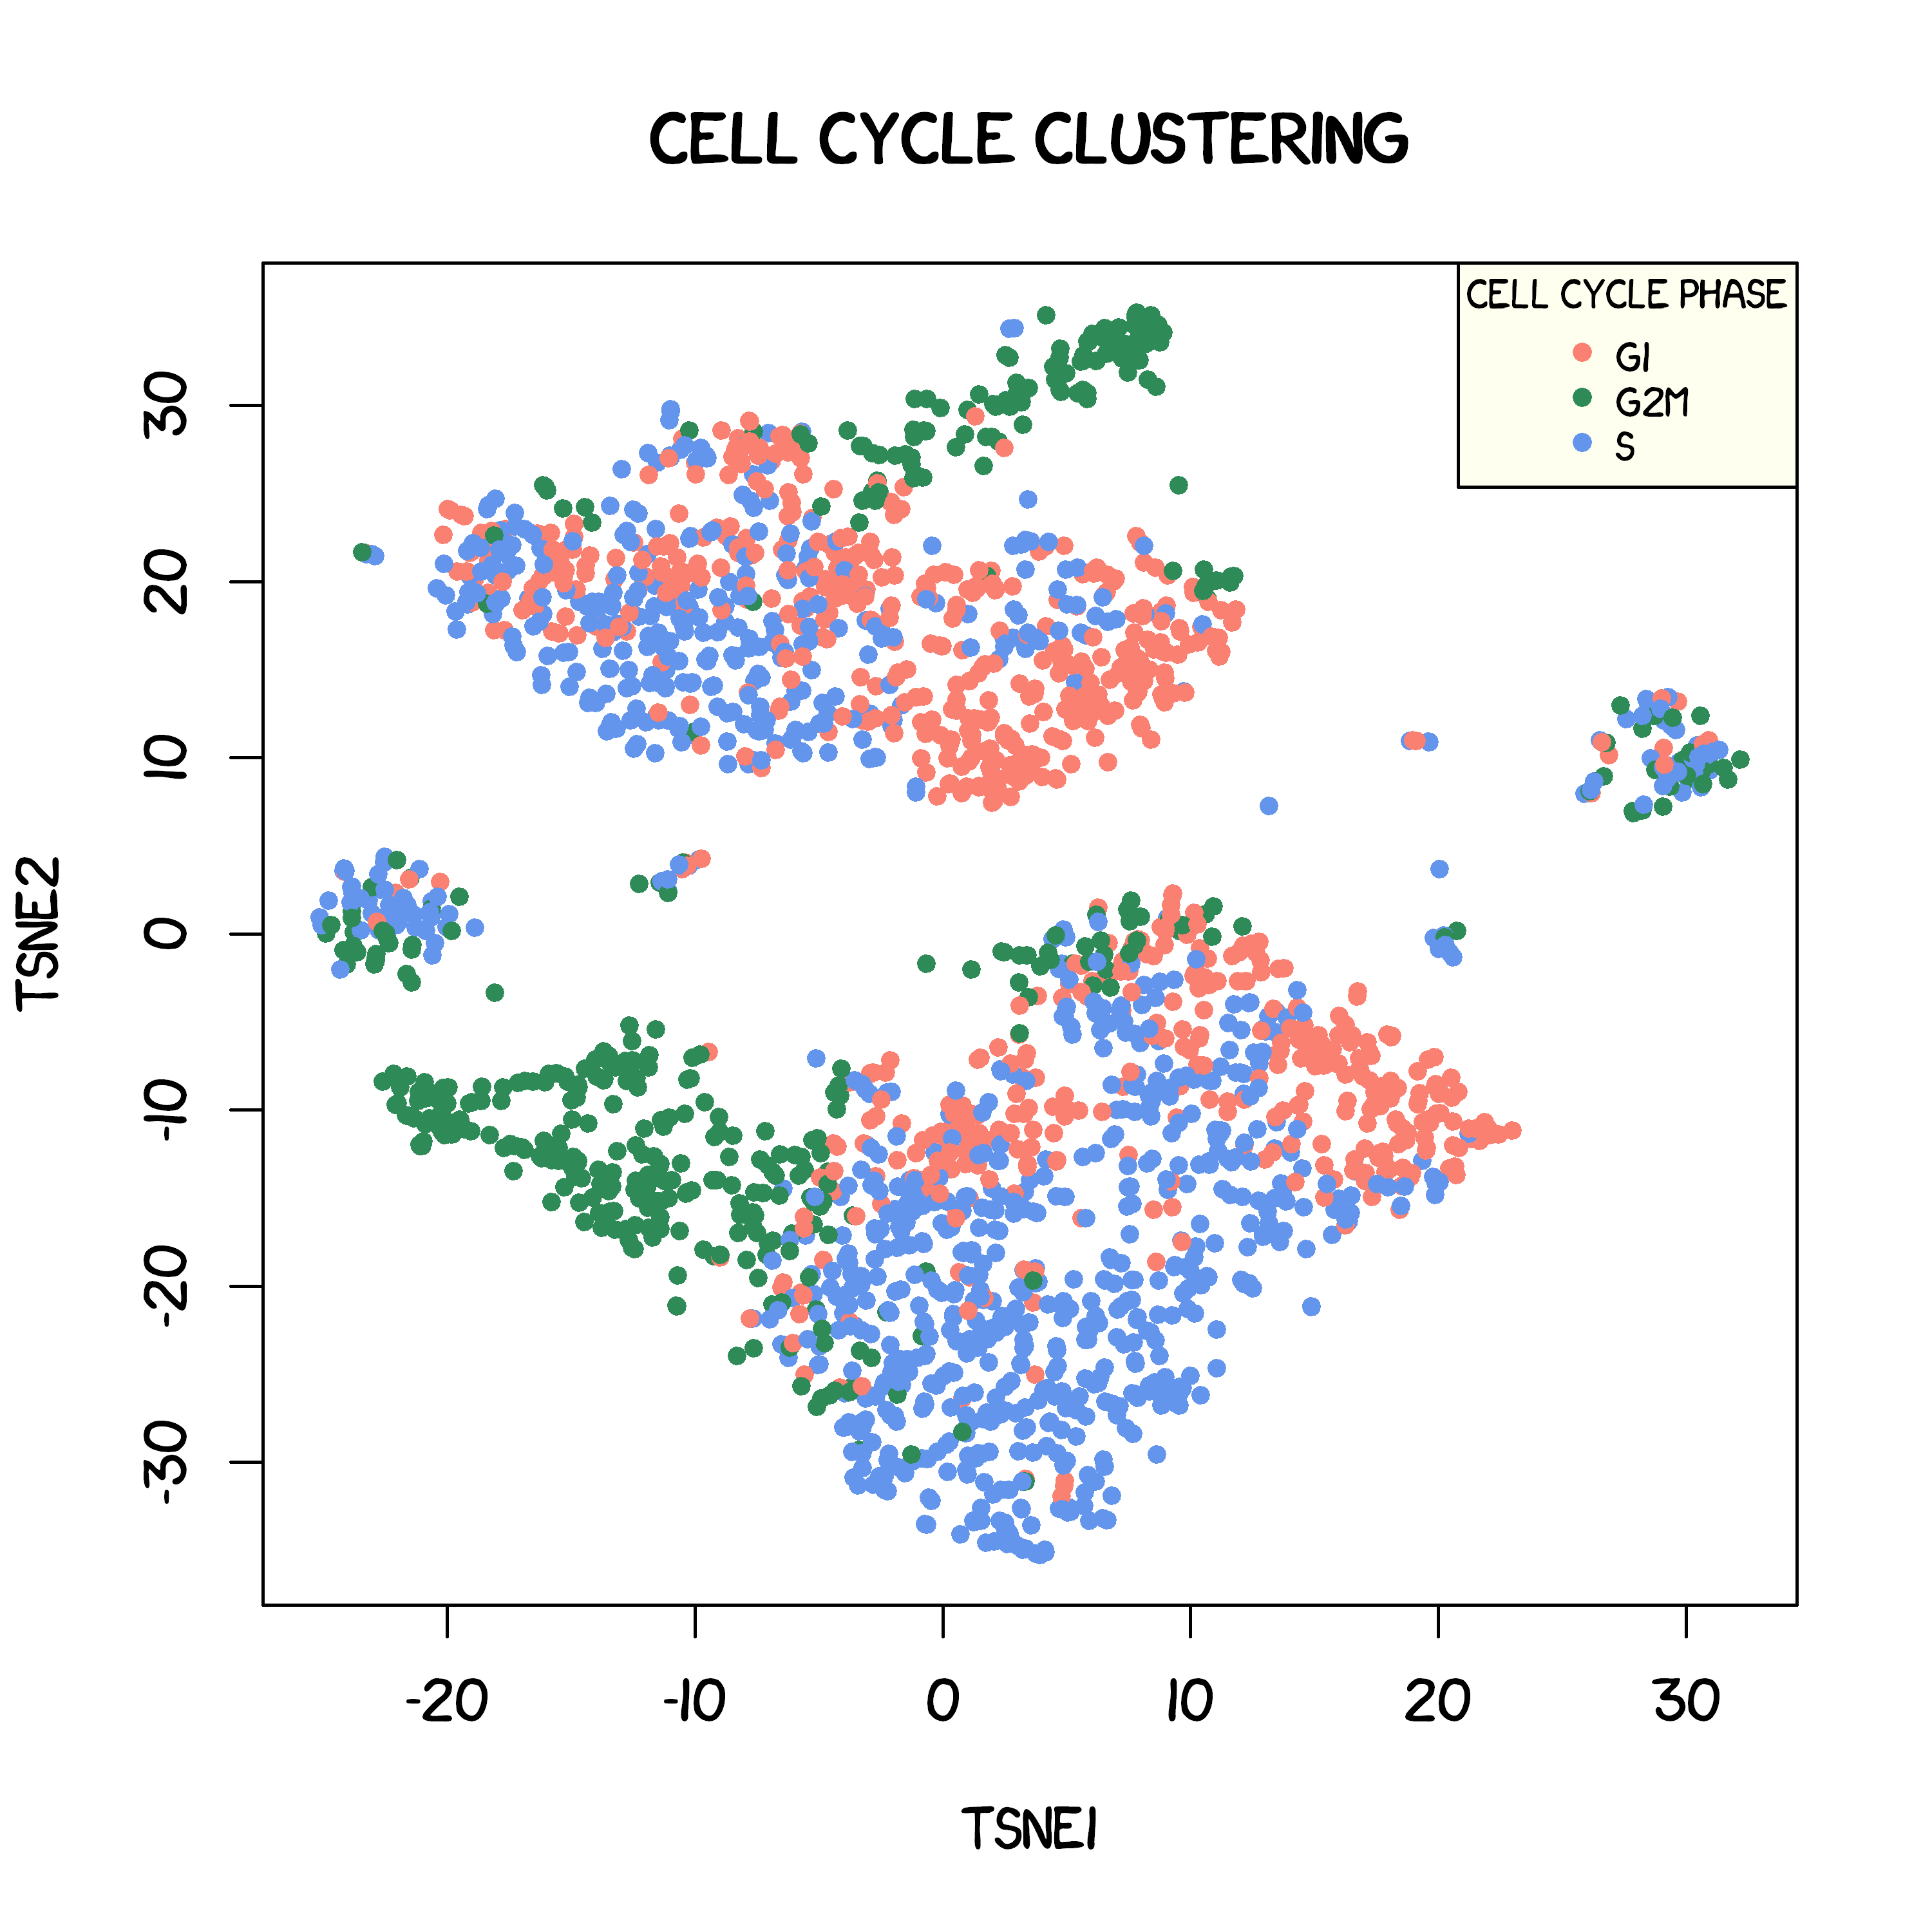 CELL CYCLE CLUSTERING
CELL CYCLE PHASE
G1
G2M
S
30
20
10
0
-10
-20
-30
TSNE2
-20 -10 0 10 20 30
TSNE1